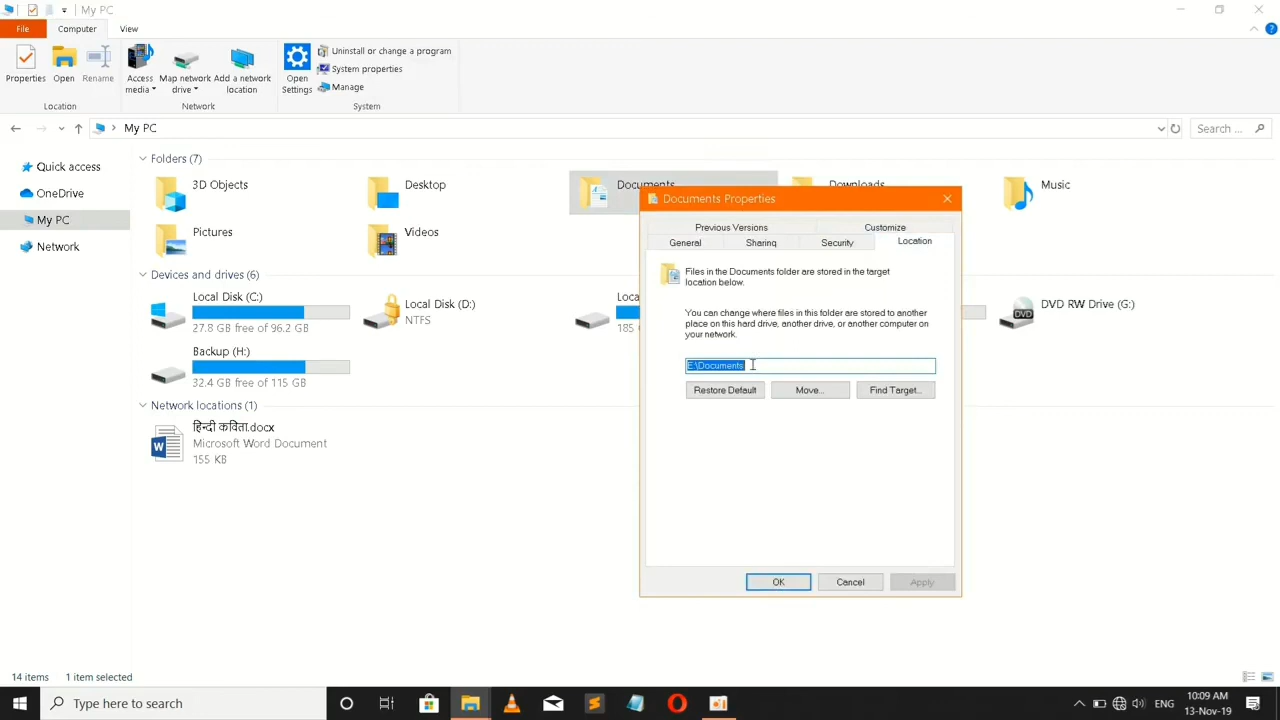 My PC
File
Computer
View
Properties
Open
Rename
Access media
Map network drive
Add a network location
Open Settings
Uninstall or change a program
System properties
Manage
Location
Network
System
My PC
Search ...
Quick access
OneDrive
My PC
Network
Folders (7)
3D Objects
Desktop
Documents
Downloads
Music
Pictures
Videos
Devices and drives (6)
Local Disk (C:)
27.8 GB free of 96.2 GB
Local Disk (D:)
NTFS
185
DVD RW Drive (G:)
DVD
Backup (H:)
32.4 GB free of 115 GB
Network locations (1)
हिन्दी कविता.docx
Microsoft Word Document
155 KB
Documents Properties
Previous Versions
Customize
General
Sharing
Security
Location
Files in the Documents folder are stored in the target
location below.
You can change where files in this folder are stored to another
place on this hard drive, another drive, or another computer on
your network.
E:\Documents
Restore Default
Move...
Find Target...
OK
Cancel
Apply
14 items
1 item selected
Type here to search
ENG
10:09 AM
13-Nov-19